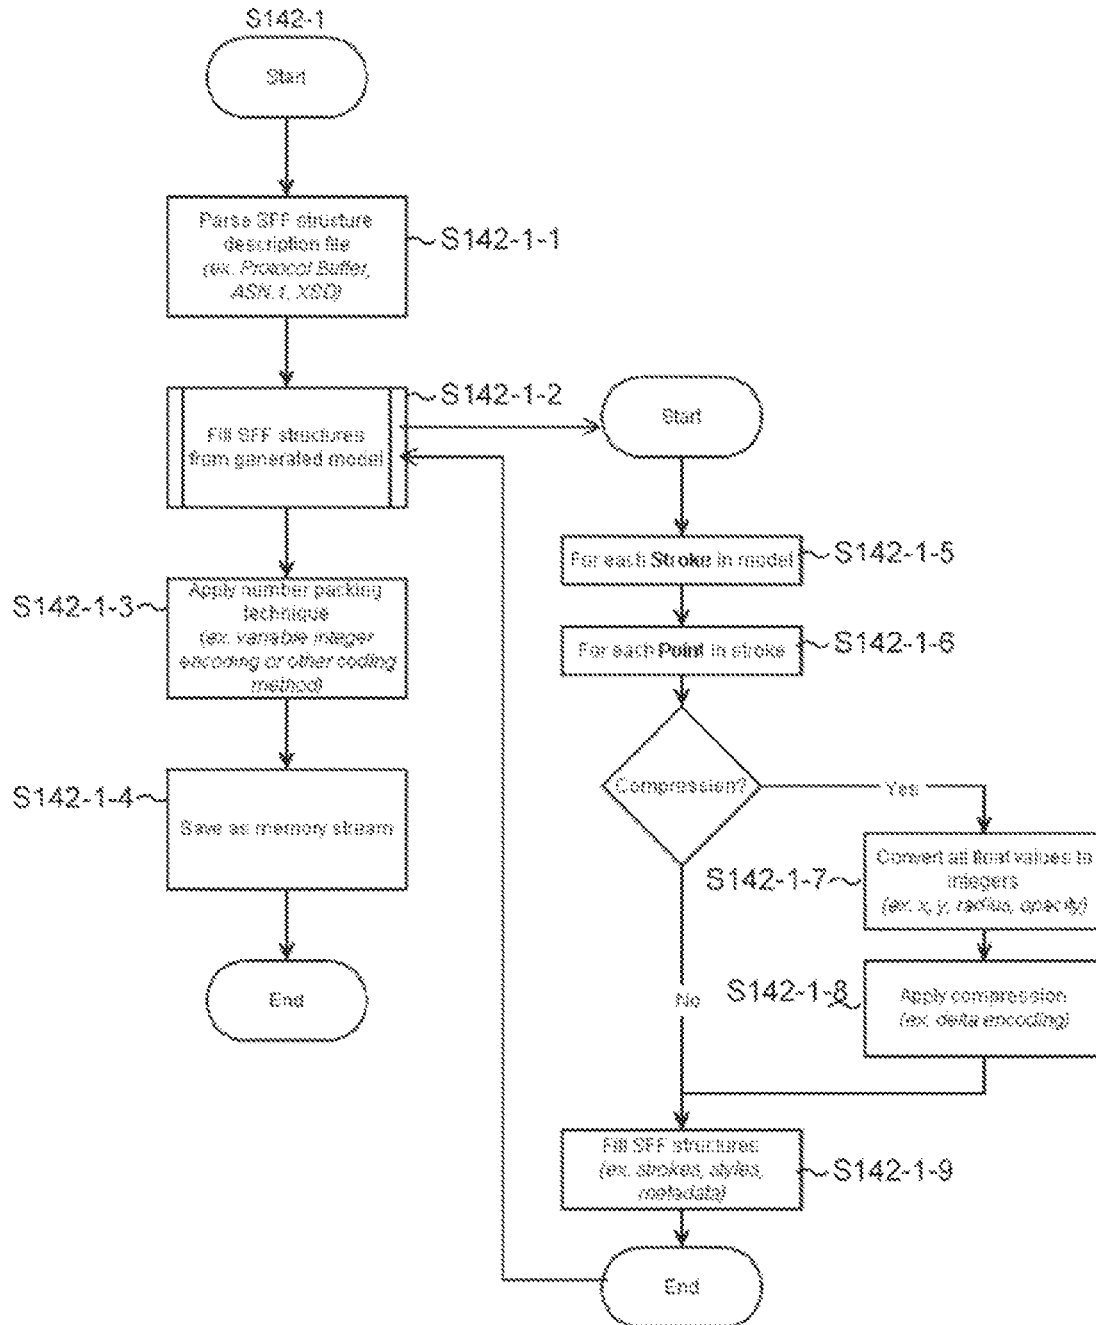 S142-1
Start
Parse SFF structure
description file
(ex. Protocol Buffer,
ASN.1, XSD)
S142-1-1
Fill SFF structures
from generated model
S142-1-2
Apply number packing
technique
(ex. variable integer
encoding or other coding
method)
S142-1-3
Save as memory stream
S142-1-4
End
Start
For each Stroke in model
S142-1-5
For each Point in stroke
S142-1-6
Compression?
Yes
No
Convert all float values to
integers
(ex. x, y, radius, opacity)
S142-1-7
Apply compression
(ex. delta encoding)
S142-1-8
Fill SFF structures
(ex. strokes, styles,
metadata)
S142-1-9
End